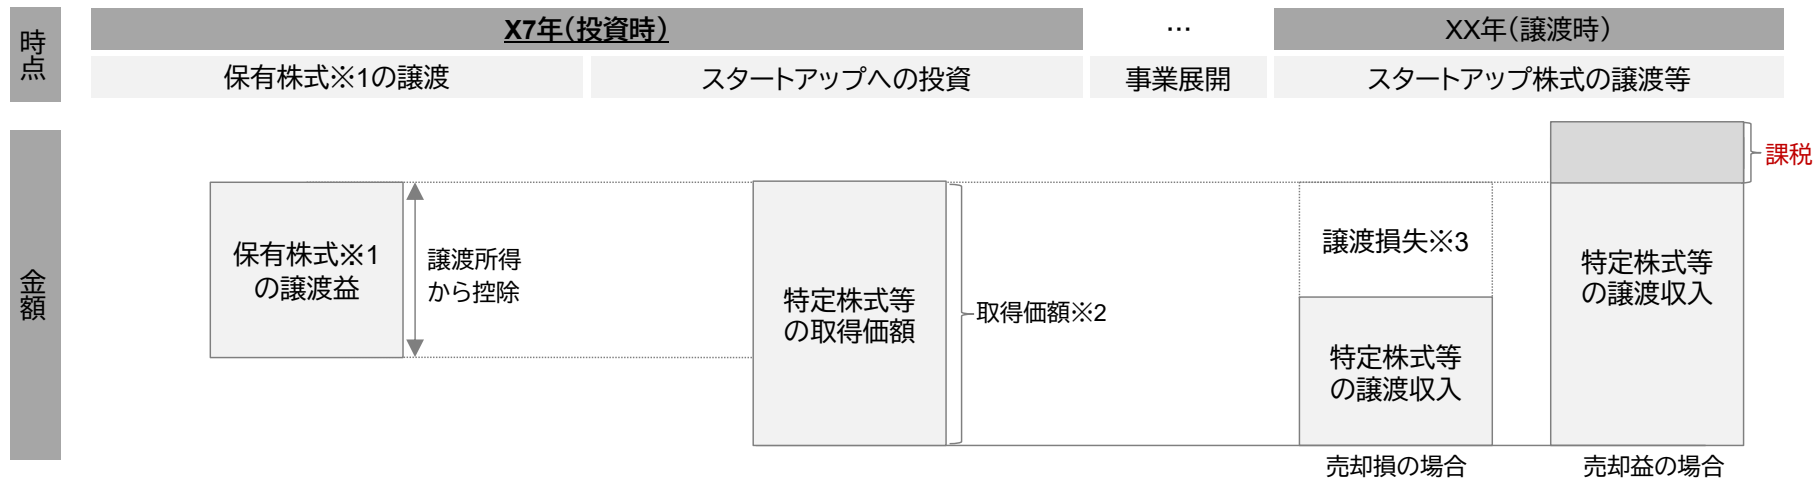 時点
X7年（投資時）
…
XX年（譲渡時）
保有株式※1の譲渡
スタートアップへの投資
事業展開
スタートアップ株式の譲渡等
金額
保有株式※1
の譲渡益
譲渡所得
から控除
特定株式等
の取得価額
取得価額※2
譲渡損失※3
特定株式等
の譲渡収入
売却損の場合
課税
特定株式等
の譲渡収入
売却益の場合